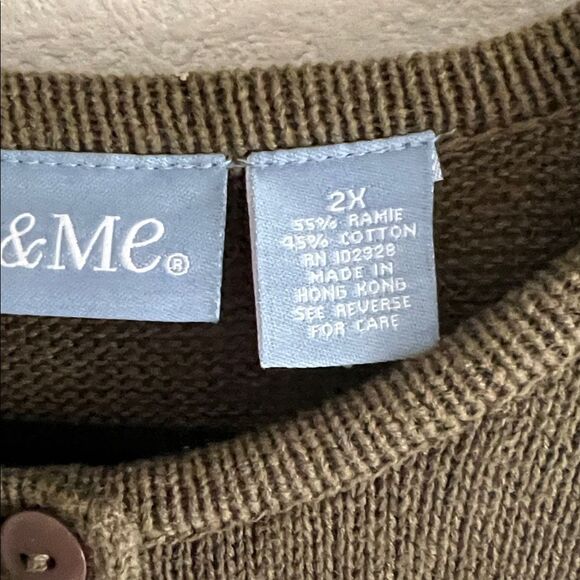 &Me®
2X
55% RAMIE
45% COTTON
RN 102928
MADE IN
HONG KONG
SEE REVERSE
FOR CARE